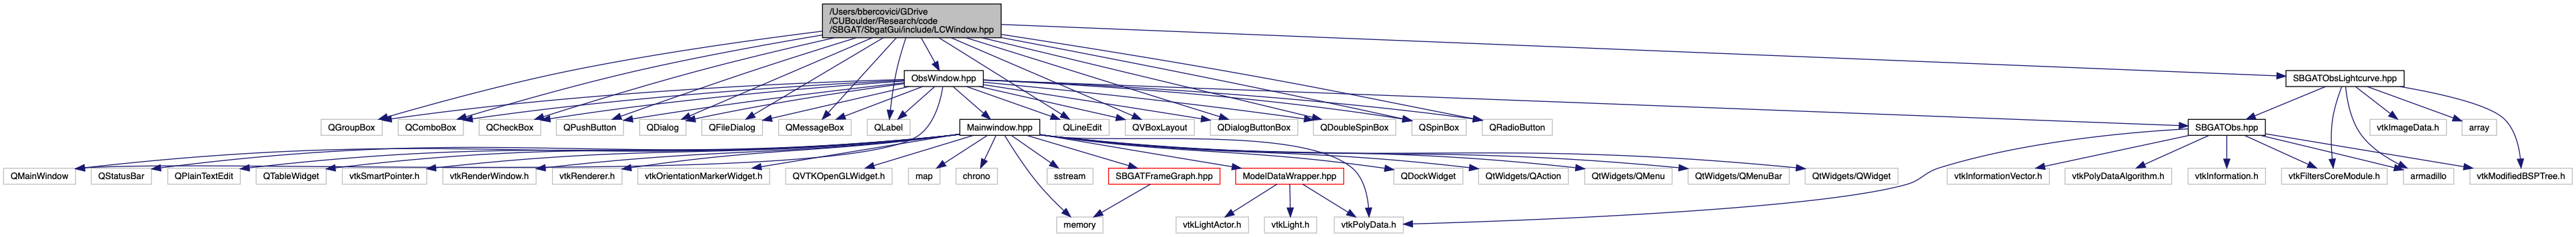 /Users/bbercovici/GDrive
/CUBoulder/Research/code
/SBGAT/SbgatGui/include/LCWindow.hpp
ObsWindow.hpp
SBGATObsLightcurve.hpp
QGroupBox
QComboBox
QCheckBox
QPushButton
QDialog
QFileDialog
QMessageBox
QLabel
Mainwindow.hpp
QLineEdit
QVBoxLayout
QDialogButtonBox
QDoubleSpinBox
QSpinBox
QRadioButton
SBGATObs.hpp
vtkImageData.h
array
QMainWindow
QStatusBar
QPlainTextEdit
QTableWidget
vtkSmartPointer.h
vtkRenderWindow.h
vtkRenderer.h
vtkOrientationMarkerWidget.h
QVTKOpenGLWidget.h
map
chrono
sstream
SBGATFrameGraph.hpp
ModelDataWrapper.hpp
QDockWidget
QtWidgets/QAction
QtWidgets/QMenu
QtWidgets/QMenuBar
QtWidgets/QWidget
vtkInformationVector.h
vtkPolyDataAlgorithm.h
vtkInformation.h
vtkFiltersCoreModule.h
armadillo
vtkModifiedBSPTree.h
memory
vtkLightActor.h
vtkLight.h
vtkPolyData.h